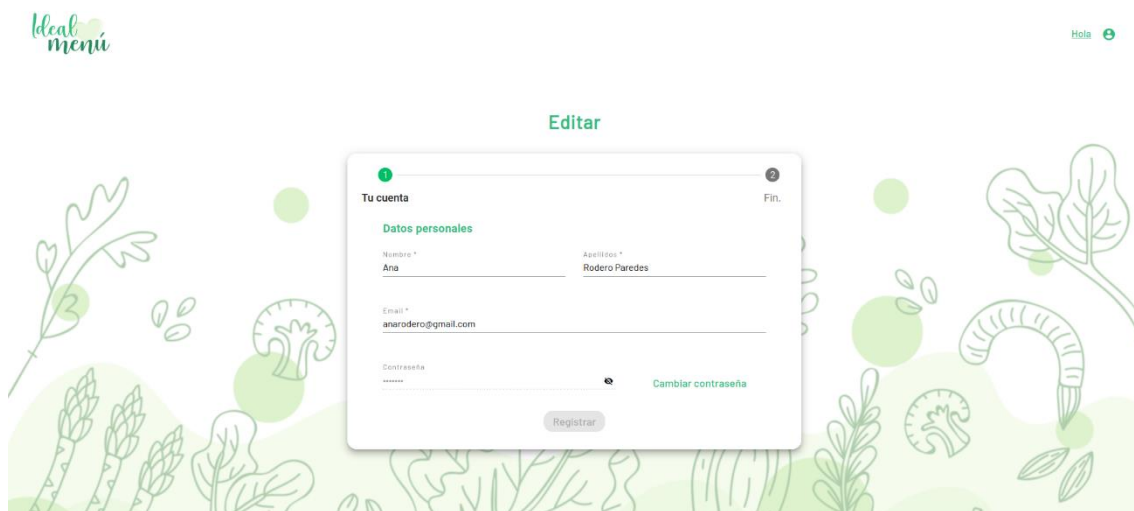 Ideal
menú
Hola
Editar
1
2
Tu cuenta
Fin.
Datos personales
Nombre *
Apellidos *
Ana
Rodero Paredes
Email *
anarodero@gmail.com
Contraseña
•••••••
Cambiar contraseña
Registrar